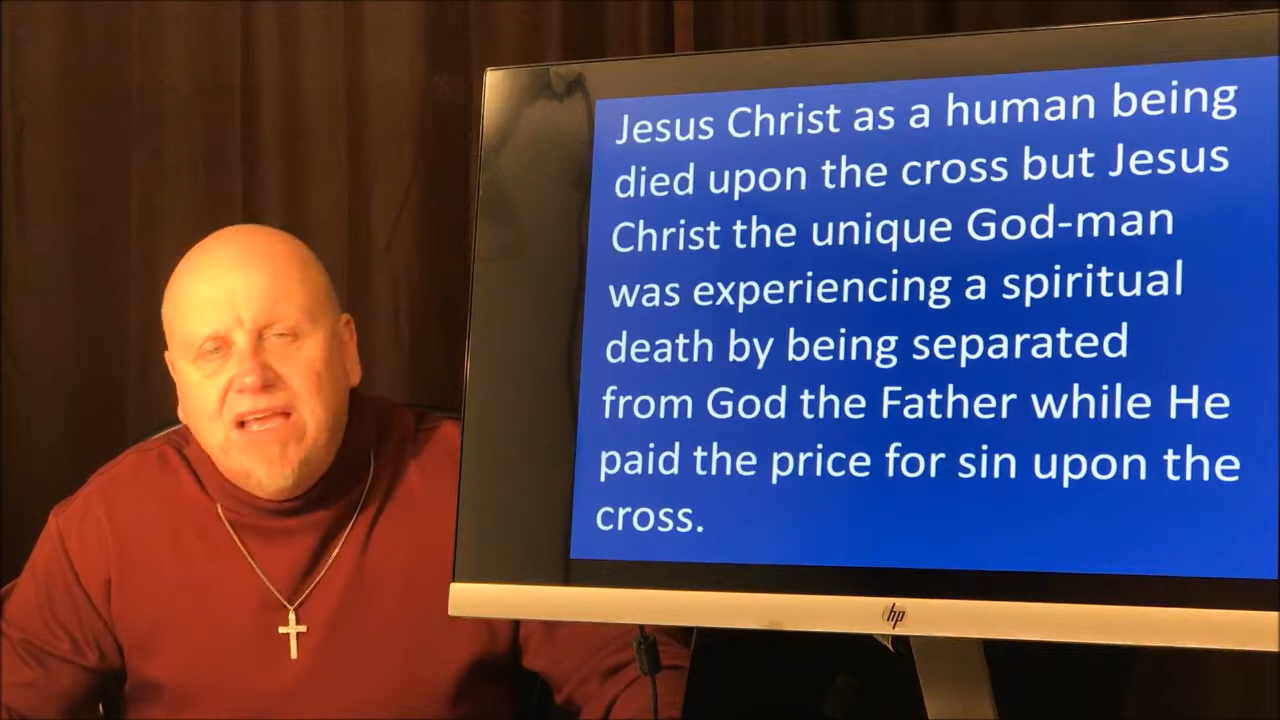 Jesus Christ as a human being
died upon the cross but Jesus
Christ the unique God-man
was experiencing a spiritual
death by being separated
from God the Father while He
paid the price for sin upon the
cross.
hp